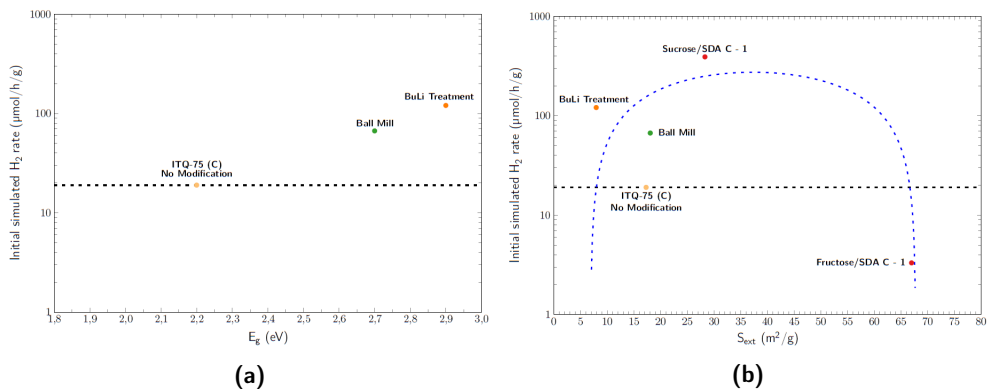 Initial simulated H2 rate (µmol/h/g)
1000
100
10
1
BuLi Treatment
Ball Mill
ITQ-75 (C)
No Modification
1,8 1,9 2,0 2,1 2,2 2,3 2,4 2,5 2,6 2,7 2,8 2,9 3,0
Eg (eV)
(a)
Initial simulated H2 rate (µmol/h/g)
1000
100
10
1
Sucrose/SDA C - 1
BuLi Treatment
Ball Mill
ITQ-75 (C)
No Modification
Fructose/SDA C - 1
0 5 10 15 20 25 30 35 40 45 50 55 60 65 70 75 80
Sext (m²/g)
(b)